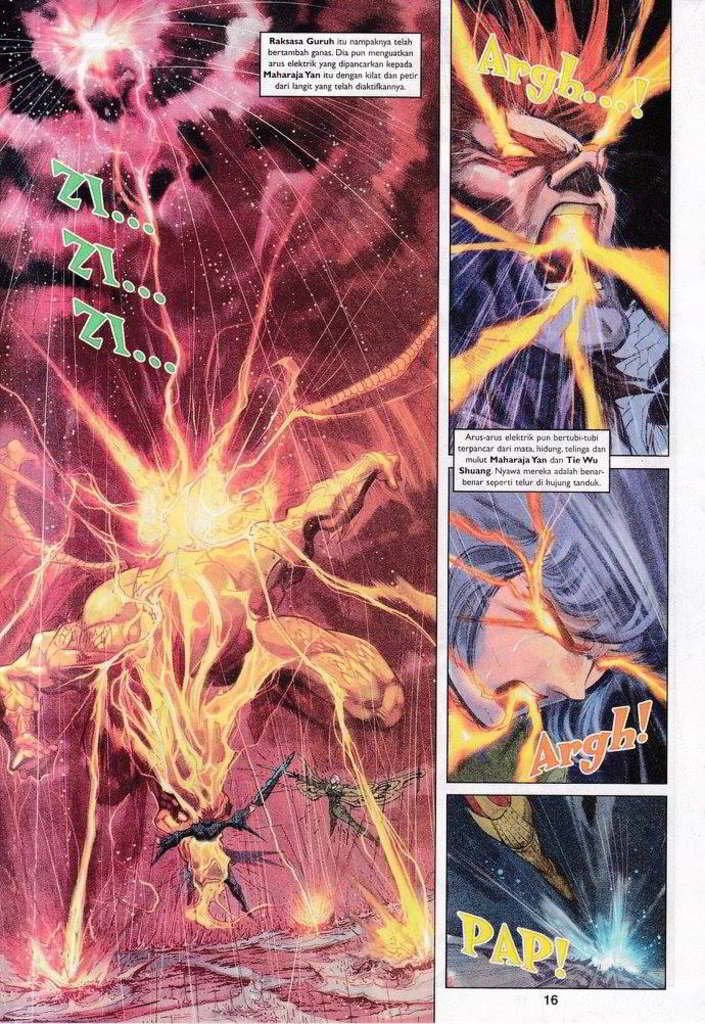 Raksasa Guruh itu nampaknya telah
bertambah ganas. Dia pun menguatkan
arus elektrik yang dipancarkan kepada
Maharaja Yan itu dengan kilat dan petir
dari langit yang telah diaktifkannya.
ZI...
ZI...
ZI...
Argh....!
Arus-arus elektrik pun bertubi-tubi
terpancar dari mata, hidung, telinga dan
mulut Maharaja Yan dan Tie Wu
Shuang. Nyawa mereka adalah benar-
benar seperti telur di hujung tanduk.
Argh!
PAP!
16